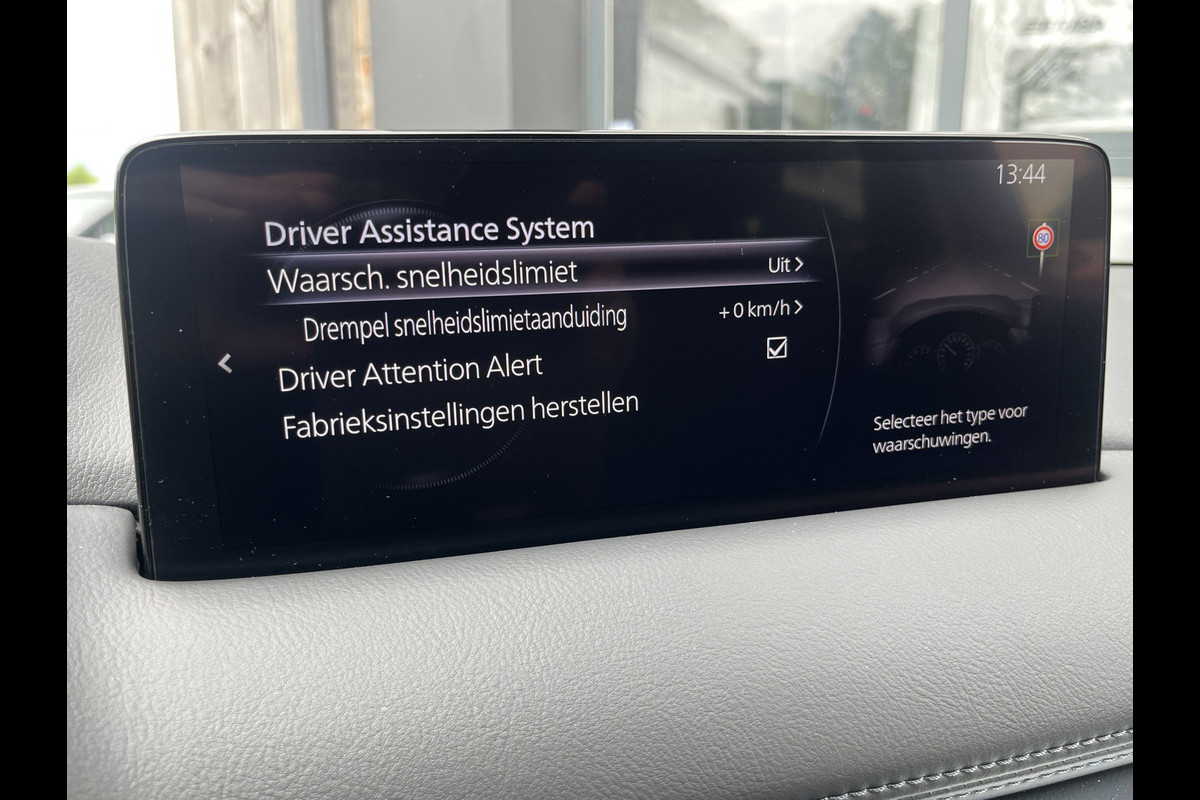 13:44
Driver Assistance System
Waarsch. snelheidslimiet Uit >
Drempel snelheidslimietaanduiding +0 km/h >
Driver Attention Alert
Fabrieksinstellingen herstellen
80
Selecteer het type voor
waarschuwingen.